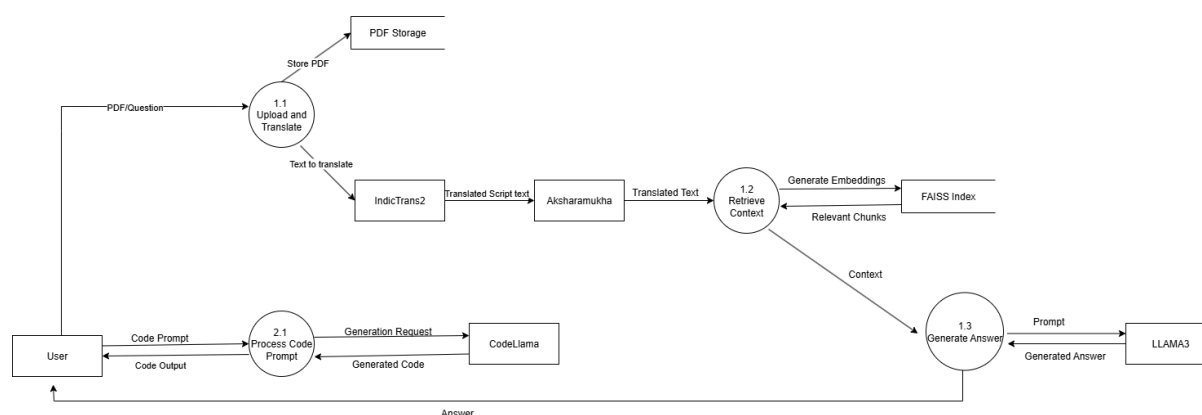 PDF Storage
Store PDF
PDF/Question
1.1
Upload and
Translate
Text to translate
IndicTrans2
Translated Script text
Aksharamukha
Translated Text
1.2
Retrieve
Context
Generate Embeddings
Relevant Chunks
FAISS Index
Context
1.3
Generate Answer
Prompt
Generated Answer
LLAMA3
User
Code Prompt
Code Output
2.1
Process Code
Prompt
Generation Request
Generated Code
CodeLlama
Answer